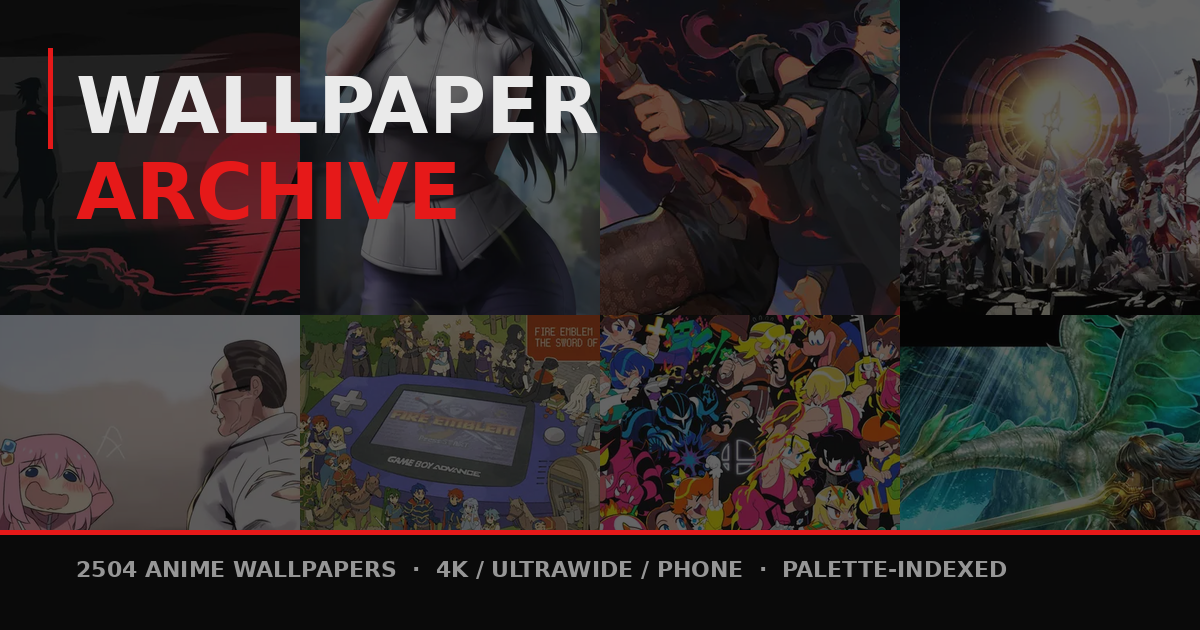 WALLPAPER
ARCHIVE
FIRE EMBLEM
THE SWORD OF
FIRE EMBLEM
GAME BOY ADVANCE
2504 ANIME WALLPAPERS · 4K / ULTRAWIDE / PHONE · PALETTE-INDEXED